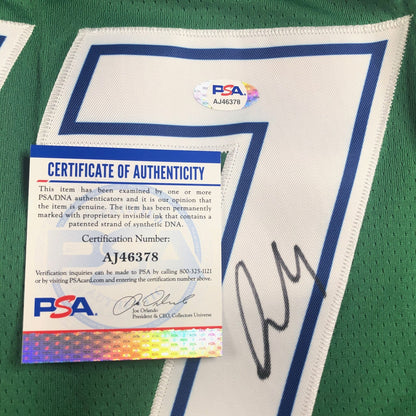 PSA
AJ46378
7
CERTIFICATE OF AUTHENTICITY
This item has been examined by one or more
PSA/DNA authenticators and it is our opinion that
the item is genuine. The item has been permanently
marked with proprietary invisible ink that contains a
patented strand of synthetic DNA.
Certification Number:
AJ46378
Verification inquiries can be made to PSA by calling 800-325-1121
or by visiting PSAcard.com and entering the above certification number.
PSA
Joe Orlando
President & CEO, Collectors Universe